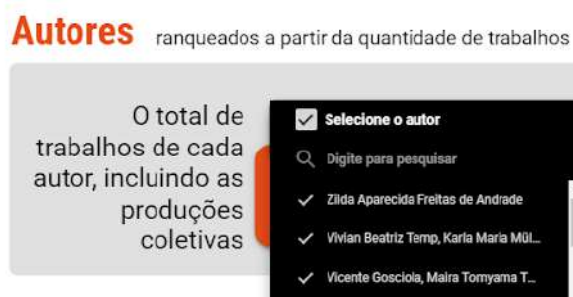 Autores ranqueados a partir da quantidade de trabalhos
O total de
trabalhos de cada
autor, incluindo as
produções
coletivas
Selecione o autor
Digite para pesquisar
Zilda Aparecida Freitas de Andrade
Vivian Beatriz Temp, Karla Maria Mül...
Vicente Gosciola, Maira Tomyama T...